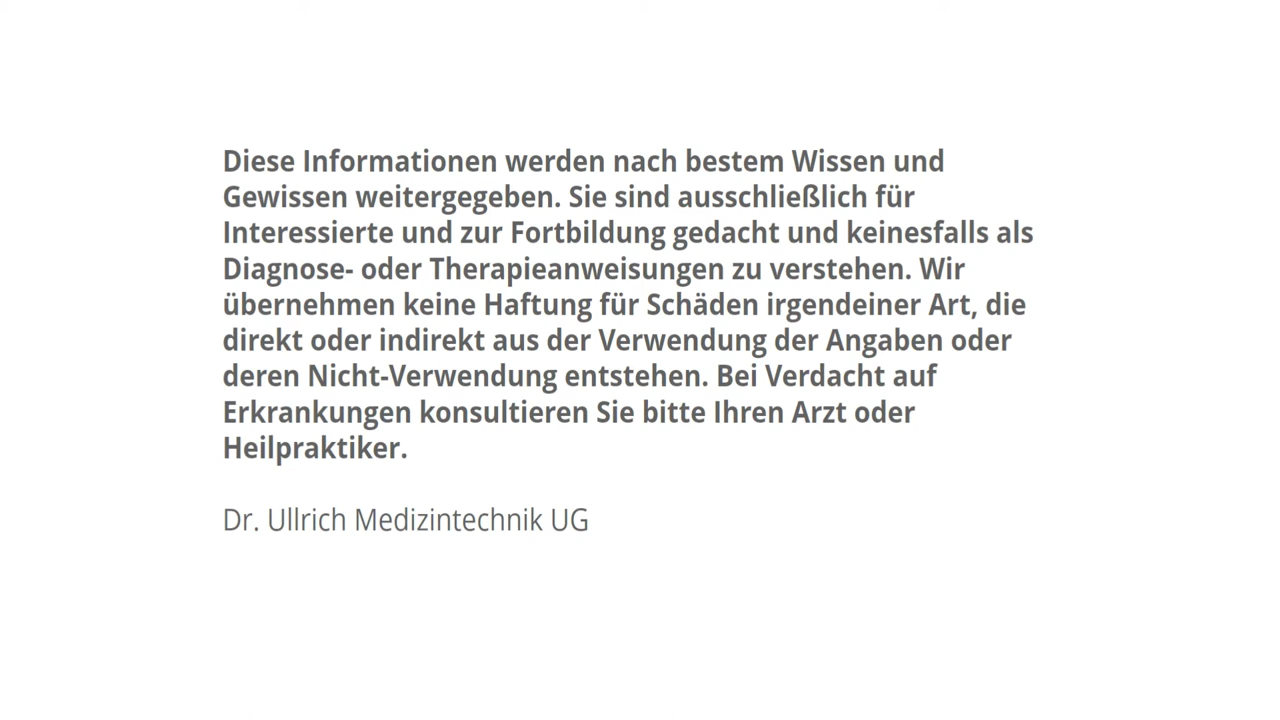 Diese Informationen werden nach bestem Wissen und
Gewissen weitergegeben. Sie sind ausschließlich für
Interessierte und zur Fortbildung gedacht und keinesfalls als
Diagnose- oder Therapieanweisungen zu verstehen. Wir
übernehmen keine Haftung für Schäden irgendeiner Art, die
direkt oder indirekt aus der Verwendung der Angaben oder
deren Nicht-Verwendung entstehen. Bei Verdacht auf
Erkrankungen konsultieren Sie bitte Ihren Arzt oder
Heilpraktiker.
Dr. Ullrich Medizintechnik UG